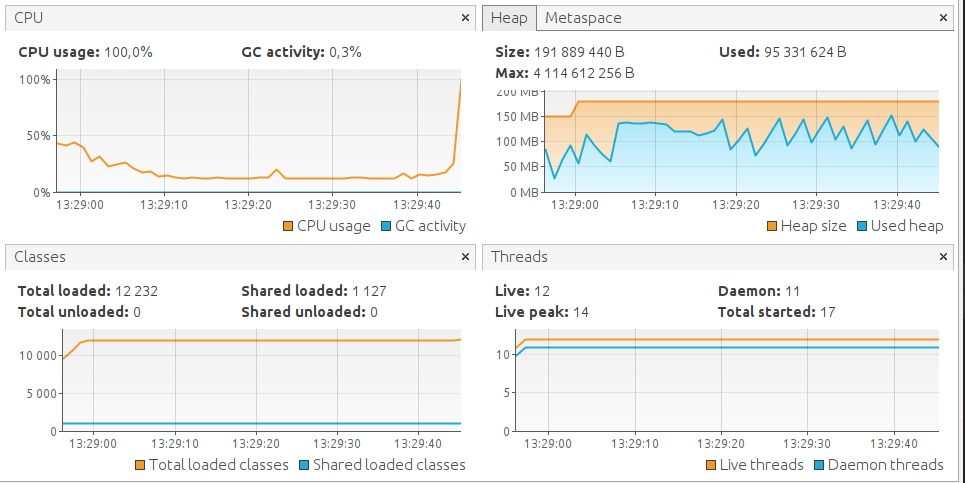 CPU ×
CPU usage: 100,0% GC activity: 0,3%
100%
50%
0%
13:29:00 13:29:10 13:29:20 13:29:30 13:29:40
CPU usage GC activity
Heap Metaspace ×
Size: 191 889 440 B Used: 95 331 624 B
Max: 4 114 612 256 B
200 MB
150 MB
100 MB
50 MB
0 MB
13:29:00 13:29:10 13:29:20 13:29:30 13:29:40
Heap size Used heap
Classes ×
Total loaded: 12 232 Shared loaded: 1 127
Total unloaded: 0 Shared unloaded: 0
10 000
5 000
0
13:29:00 13:29:10 13:29:20 13:29:30 13:29:40
Total loaded classes Shared loaded classes
Threads ×
Live: 12 Daemon: 11
Live peak: 14 Total started: 17
10
5
0
13:29:00 13:29:10 13:29:20 13:29:30 13:29:40
Live threads Daemon threads